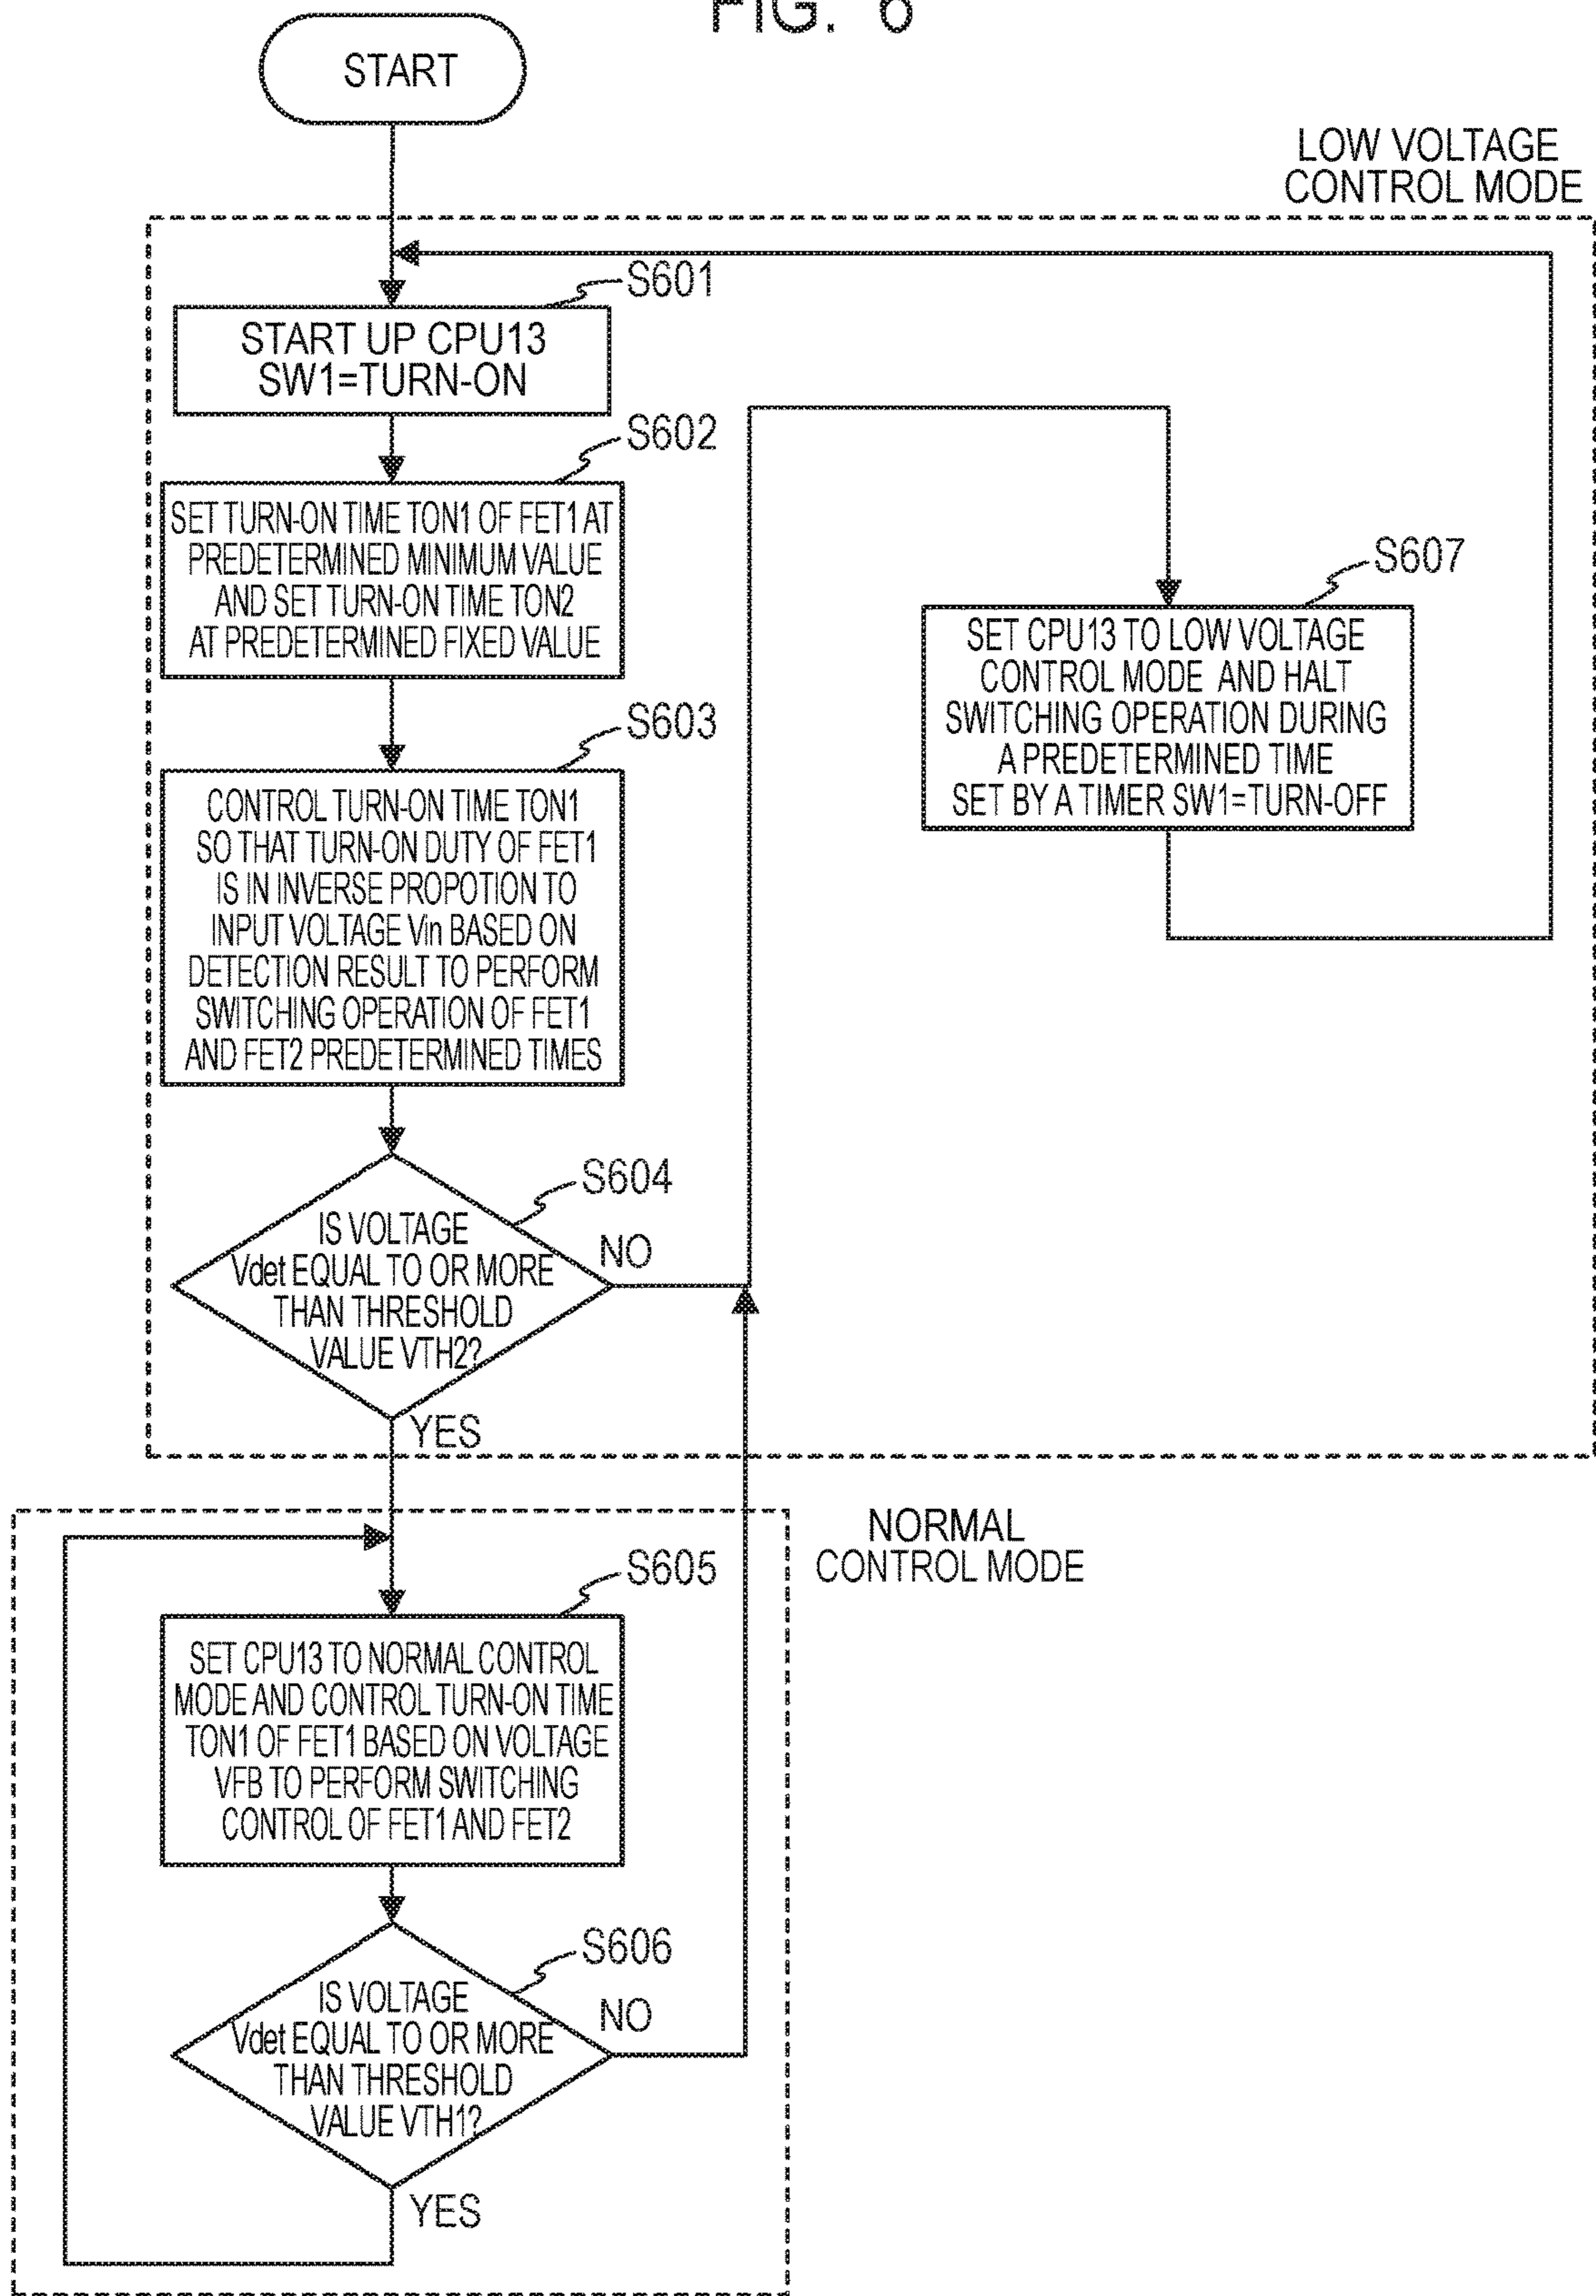 FIG. 6
START
LOW VOLTAGE
CONTROL MODE
S601
START UP CPU13
SW1=TURN-ON
S602
SET TURN-ON TIME TON1 OF FET1 AT
PREDETERMINED MINIMUM VALUE
AND SET TURN-ON TIME TON2
AT PREDETERMINED FIXED VALUE
S607
SET CPU13 TO LOW VOLTAGE
CONTROL MODE AND HALT
SWITCHING OPERATION DURING
A PREDETERMINED TIME
SET BY A TIMER SW1=TURN-OFF
S603
CONTROL TURN-ON TIME TON1
SO THAT TURN-ON DUTY OF FET1
IS IN INVERSE PROPOTION TO
INPUT VOLTAGE Vin BASED ON
DETECTION RESULT TO PERFORM
SWITCHING OPERATION OF FET1
AND FET2 PREDETERMINED TIMES
S604
IS VOLTAGE
Vdet EQUAL TO OR MORE
THAN THRESHOLD
VALUE VTH2?
NO
YES
NORMAL
CONTROL MODE
S605
SET CPU13 TO NORMAL CONTROL
MODE AND CONTROL TURN-ON TIME
TON1 OF FET1 BASED ON VOLTAGE
VFB TO PERFORM SWITCHING
CONTROL OF FET1 AND FET2
S606
IS VOLTAGE
Vdet EQUAL TO OR MORE
THAN THRESHOLD
VALUE VTH1?
NO
YES